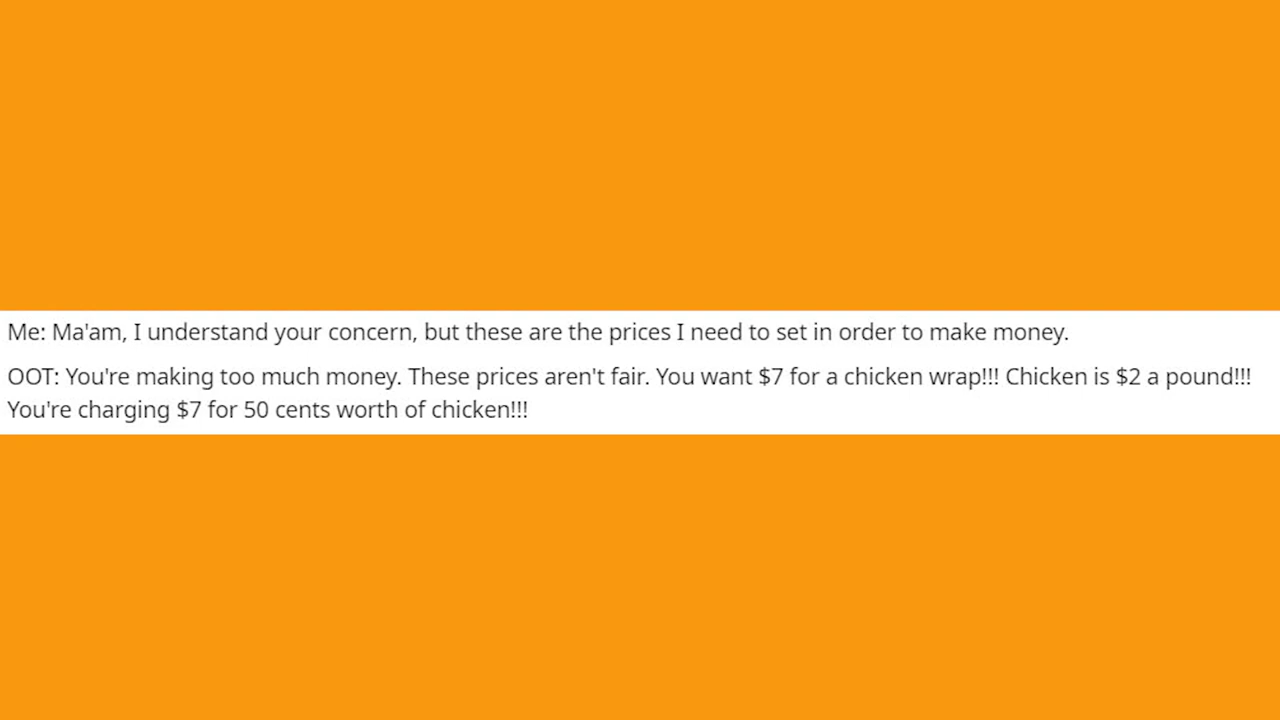 Me: Ma'am, I understand your concern, but these are the prices I need to set in order to make money.
OOT: You're making too much money. These prices aren't fair. You want $7 for a chicken wrap!!! Chicken is $2 a pound!!!
You're charging $7 for 50 cents worth of chicken!!!